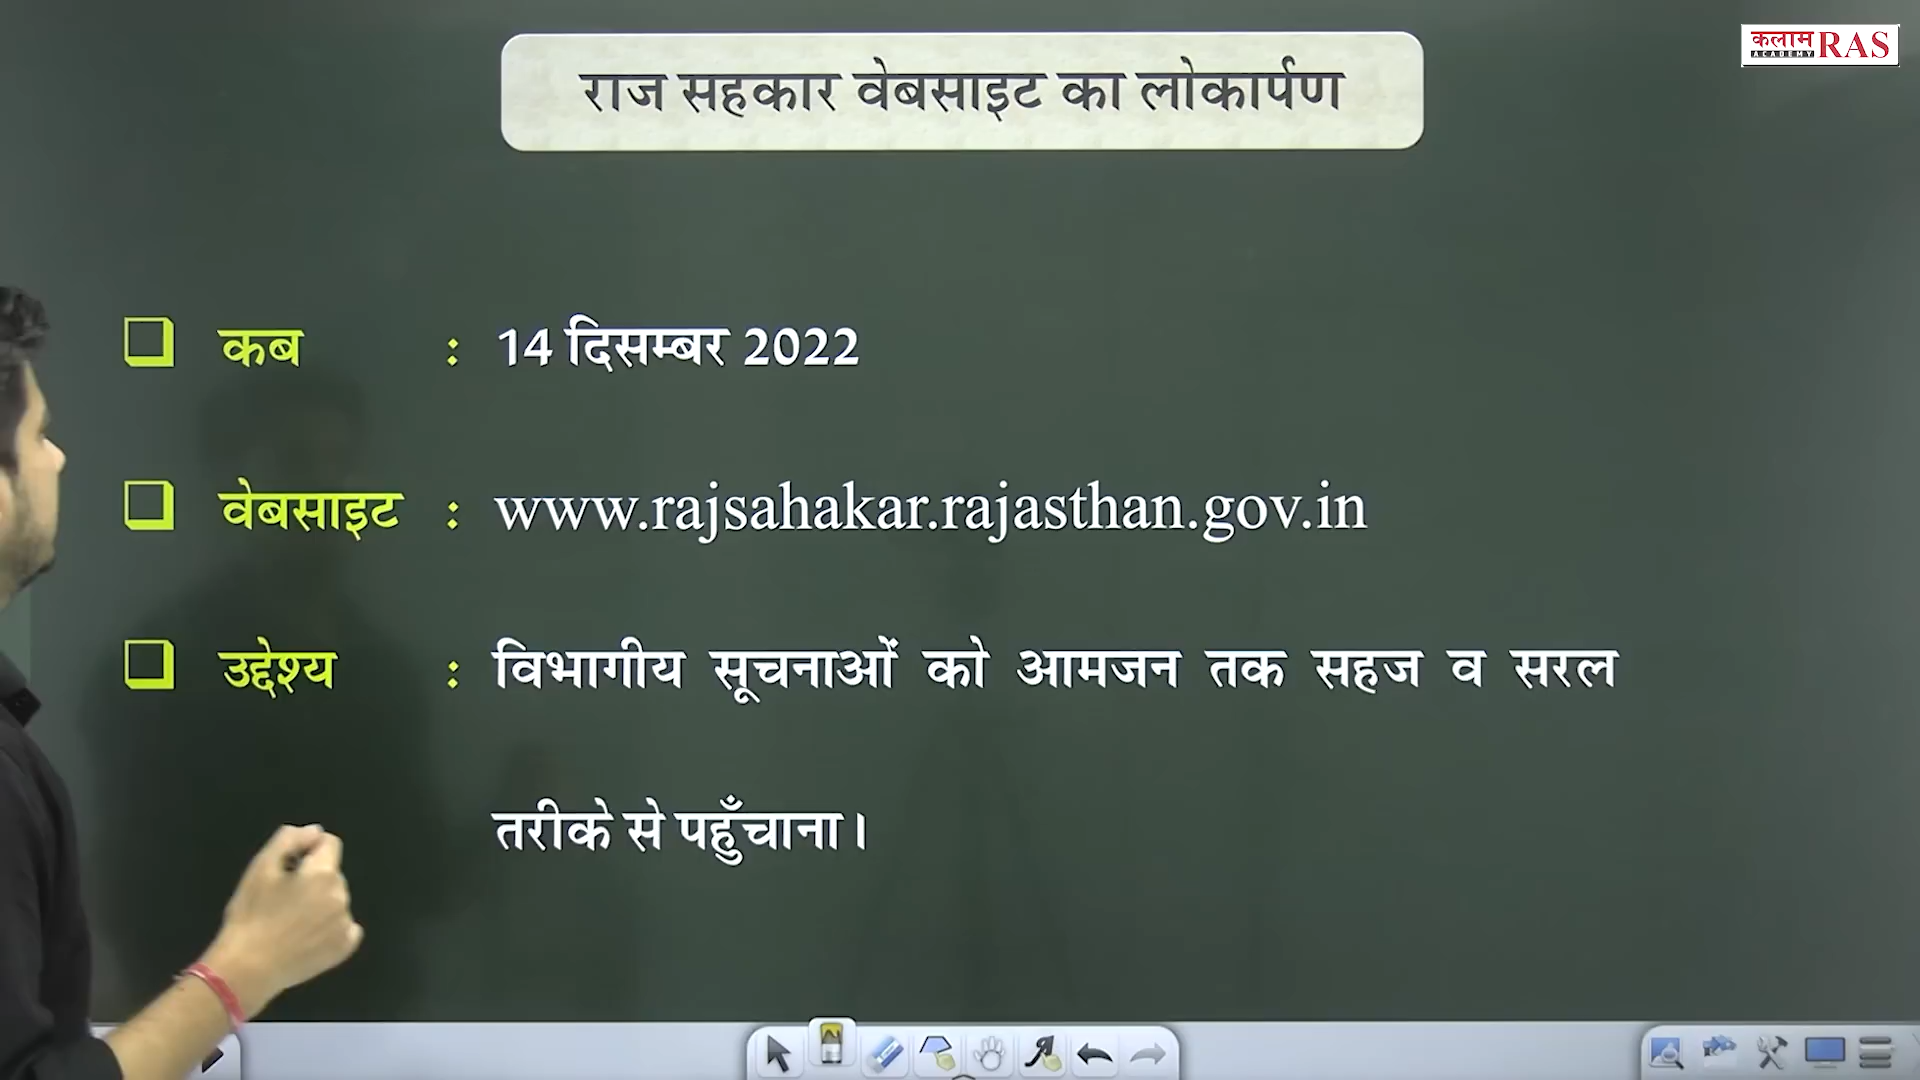 राज सहकार वेबसाइट का लोकार्पण
कलाम RAS
ACADEMY
कब : 14 दिसम्बर 2022
वेबसाइट : www.rajsahakar.rajasthan.gov.in
उद्देश्य : विभागीय सूचनाओं को आमजन तक सहज व सरल
तरीके से पहुँचाना।